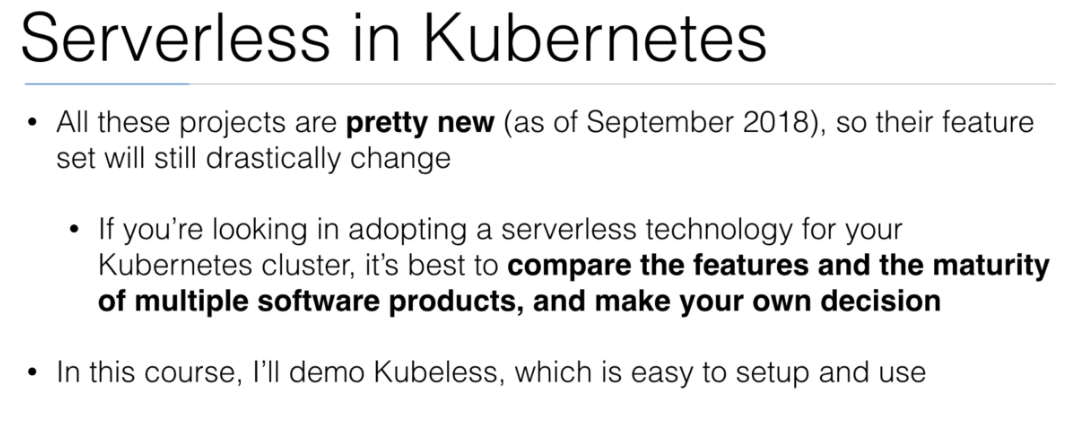 Serverless in Kubernetes
• All these projects are pretty new (as of September 2018), so their feature
set will still drastically change
• If you're looking in adopting a serverless technology for your
Kubernetes cluster, it's best to compare the features and the maturity
of multiple software products, and make your own decision
• In this course, I'll demo Kubeless, which is easy to setup and use